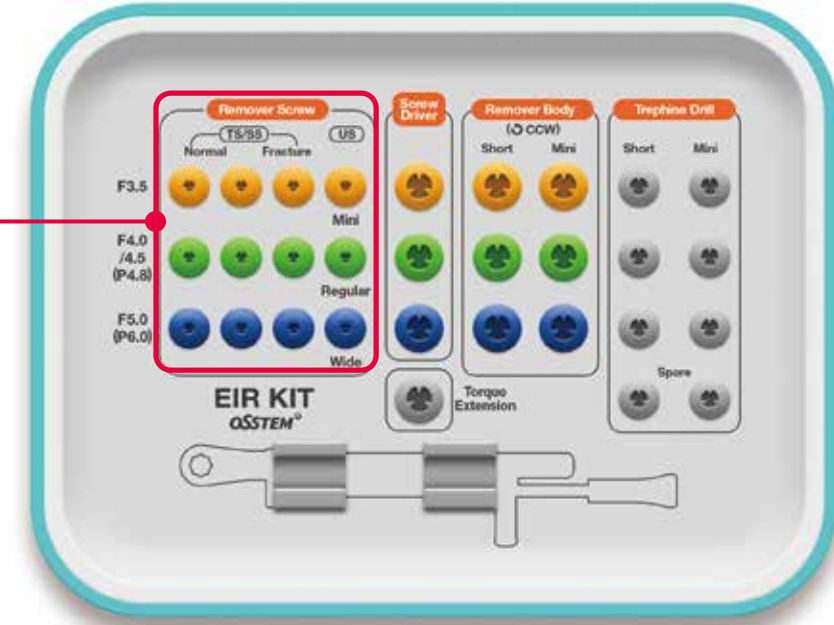 Remover Screw
TS/SS
US
Normal
Fracture
Screw
Driver
Remover Body
(CCW)
Short
Mini
Trephine Drill
Short
Mini
F3.5
Mini
F4.0
/4.5
(P4.8)
Regular
F5.0
(P6.0)
Wide
Spare
EIR KIT
OSSTEM®
Torque
Extension